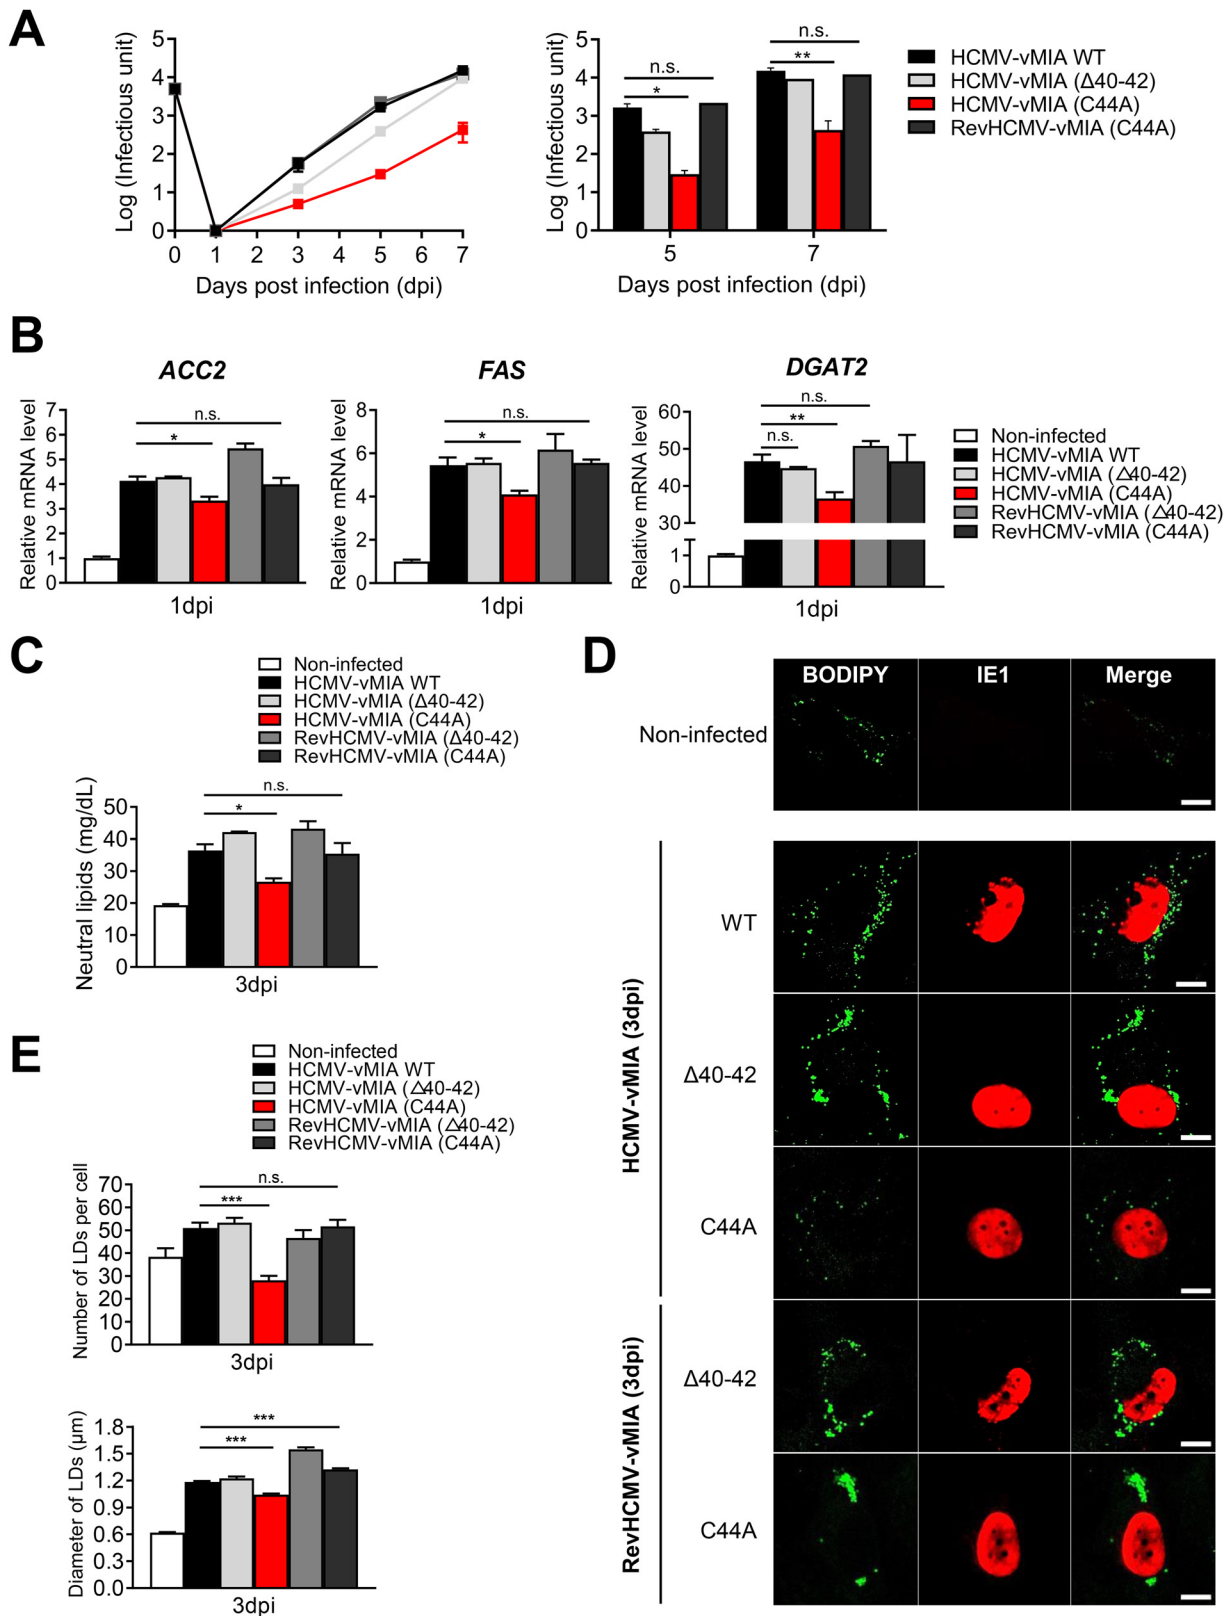 A
Log (Infectious unit)
5
4
3
2
1
0
0 1 2 3 4 5 6 7
Days post infection (dpi)
Log (Infectious unit)
5
4
3
2
1
0
n.s.
*
n.s.
**
5 7
Days post infection (dpi)
HCMV-vMIA WT
HCMV-vMIA (Δ40-42)
HCMV-vMIA (C44A)
RevHCMV-vMIA (C44A)
B
ACC2
Relative mRNA level
7
6
5
4
3
2
1
0
n.s.
*
1dpi
FAS
Relative mRNA level
8
6
4
2
0
n.s.
*
1dpi
DGAT2
Relative mRNA level
60
50
40
30
1
0
n.s.
**
n.s.
1dpi
Non-infected
HCMV-vMIA WT
HCMV-vMIA (Δ40-42)
HCMV-vMIA (C44A)
RevHCMV-vMIA (Δ40-42)
RevHCMV-vMIA (C44A)
C
Non-infected
HCMV-vMIA WT
HCMV-vMIA (Δ40-42)
HCMV-vMIA (C44A)
RevHCMV-vMIA (Δ40-42)
RevHCMV-vMIA (C44A)
Neutral lipids (mg/dL)
50
40
30
20
10
0
n.s.
*
3dpi
D
BODIPY IE1 Merge
Non-infected
HCMV-vMIA (3dpi)
WT
Δ40-42
C44A
RevHCMV-vMIA (3dpi)
Δ40-42
C44A
E
Non-infected
HCMV-vMIA WT
HCMV-vMIA (Δ40-42)
HCMV-vMIA (C44A)
RevHCMV-vMIA (Δ40-42)
RevHCMV-vMIA (C44A)
Number of LDs per cell
70
60
50
40
30
20
10
0
n.s.
***
3dpi
Diameter of LDs (μm)
1.8
1.5
1.2
0.9
0.6
0.3
0.0
***
***
3dpi